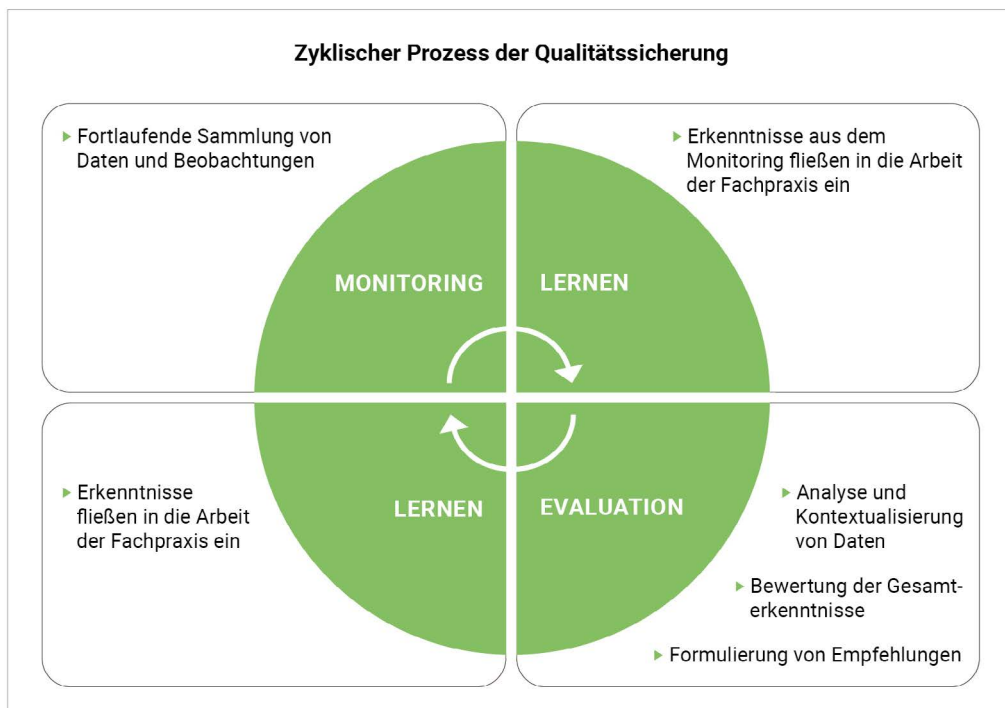 Zyklischer Prozess der Qualitätssicherung
Fortlaufende Sammlung von
Daten und Beobachtungen
Erkenntnisse aus dem
Monitoring fließen in die Arbeit
der Fachpraxis ein
MONITORING
LERNEN
Erkenntnisse
fließen in die Arbeit
der Fachpraxis ein
LERNEN
EVALUATION
Analyse und
Kontextualisierung
von Daten
Bewertung der Gesamt-
erkenntnisse
Formulierung von Empfehlungen